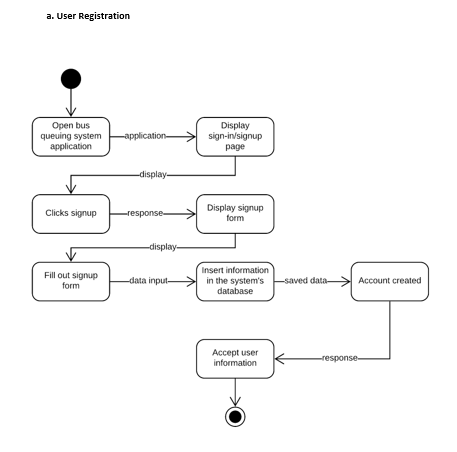 a. User Registration
Open bus
queuing system
application
application
Display
sign-in/signup
page
display
Clicks signup
response
Display signup
form
display
Fill out signup
form
data input
Insert information
in the system's
database
saved data
Account created
response
Accept user
information